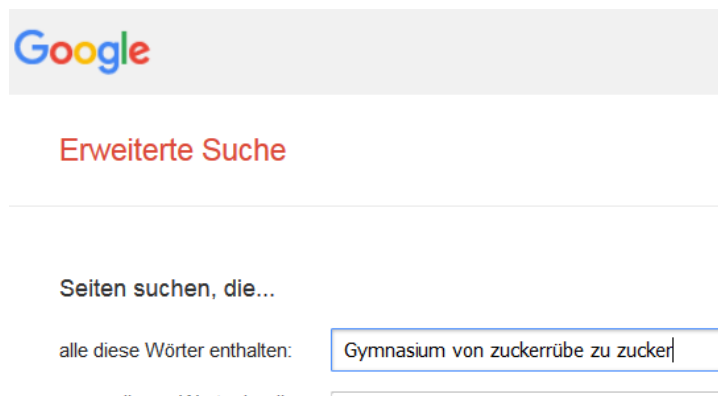 Google
Erweiterte Suche
Seiten suchen, die...
alle diese Wörter enthalten:
Gymnasium von zuckerrübe zu zucker